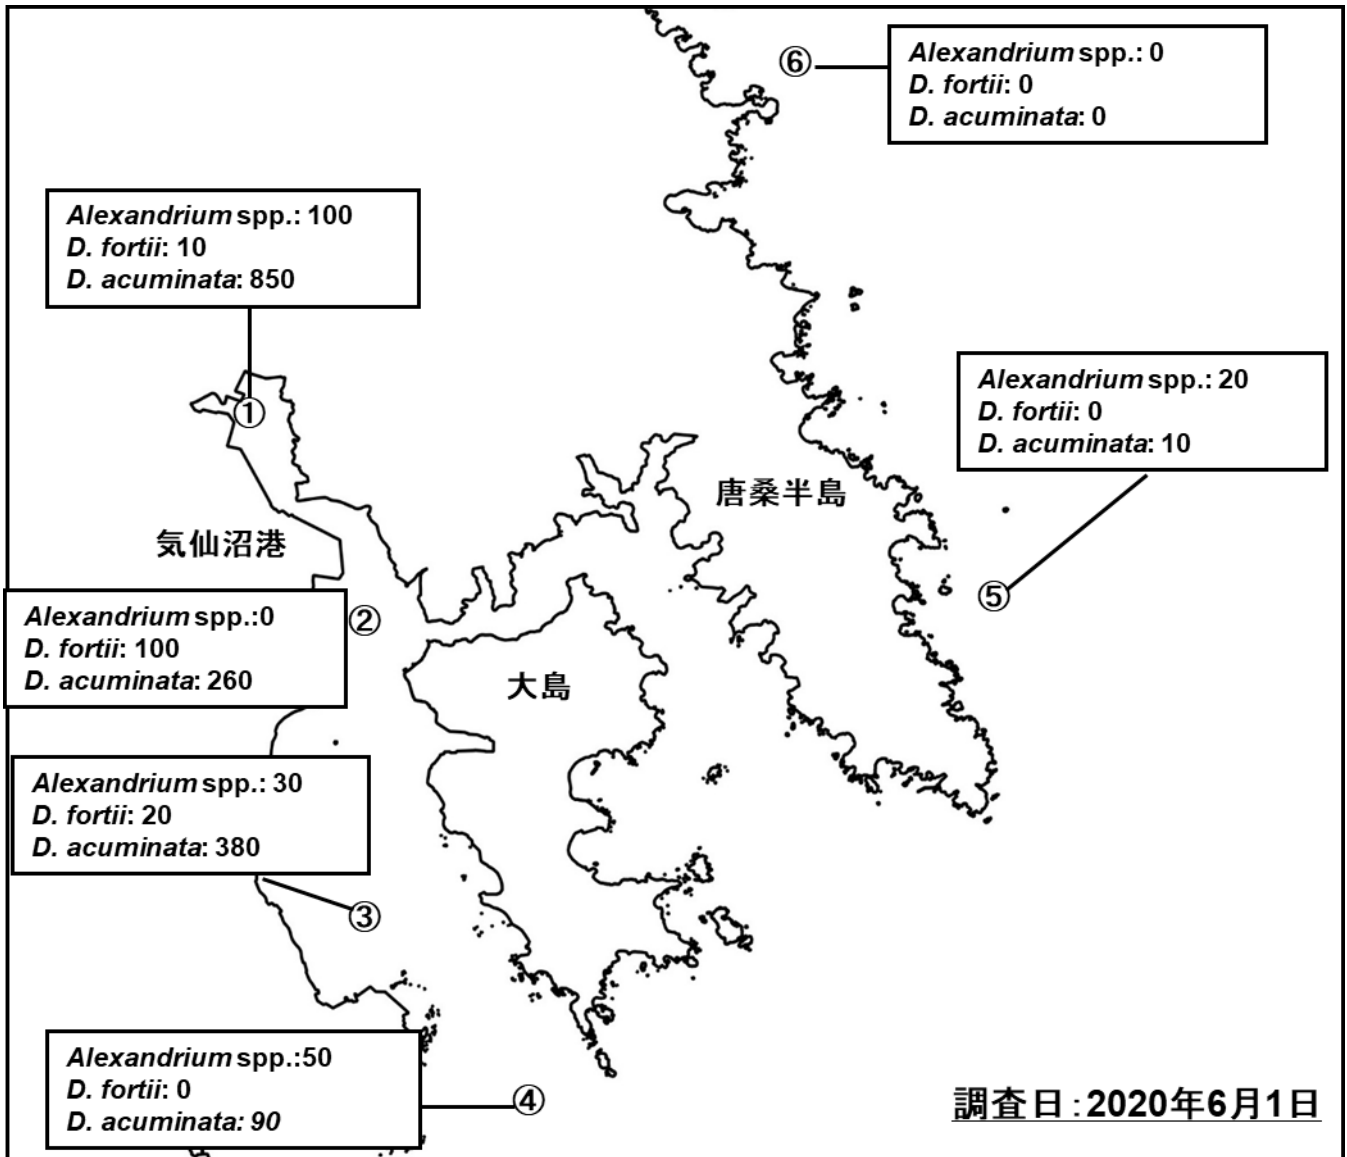 ⑥
Alexandrium spp.: 0
D. fortii: 0
D. acuminata: 0
Alexandrium spp.: 100
D. fortii: 10
D. acuminata: 850
①
Alexandrium spp.: 20
D. fortii: 0
D. acuminata: 10
唐桑半島
気仙沼港
⑤
Alexandrium spp.:0
D. fortii: 100
D. acuminata: 260
②
大島
Alexandrium spp.: 30
D. fortii: 20
D. acuminata: 380
③
Alexandrium spp.:50
D. fortii: 0
D. acuminata: 90
④
調査日:2020年6月1日